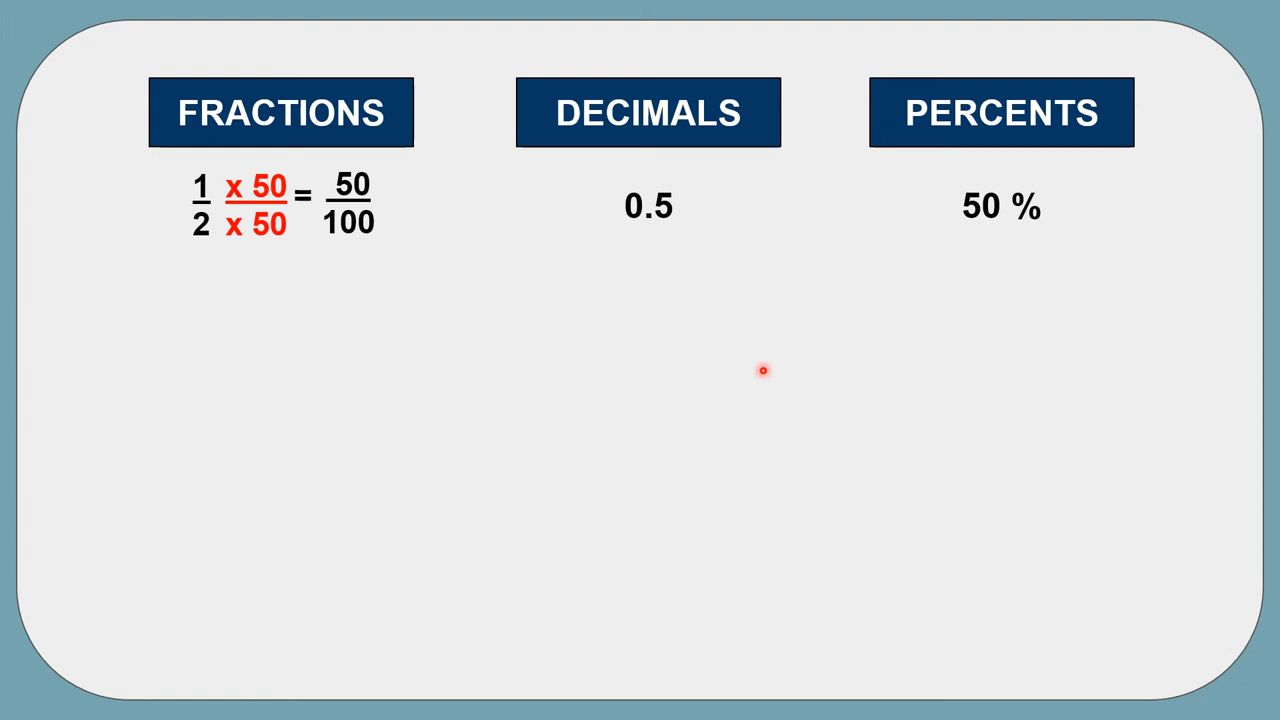 FRACTIONS DECIMALS PERCENTS
1 x 50 = 50
2 x 50 100
0.5
50 %